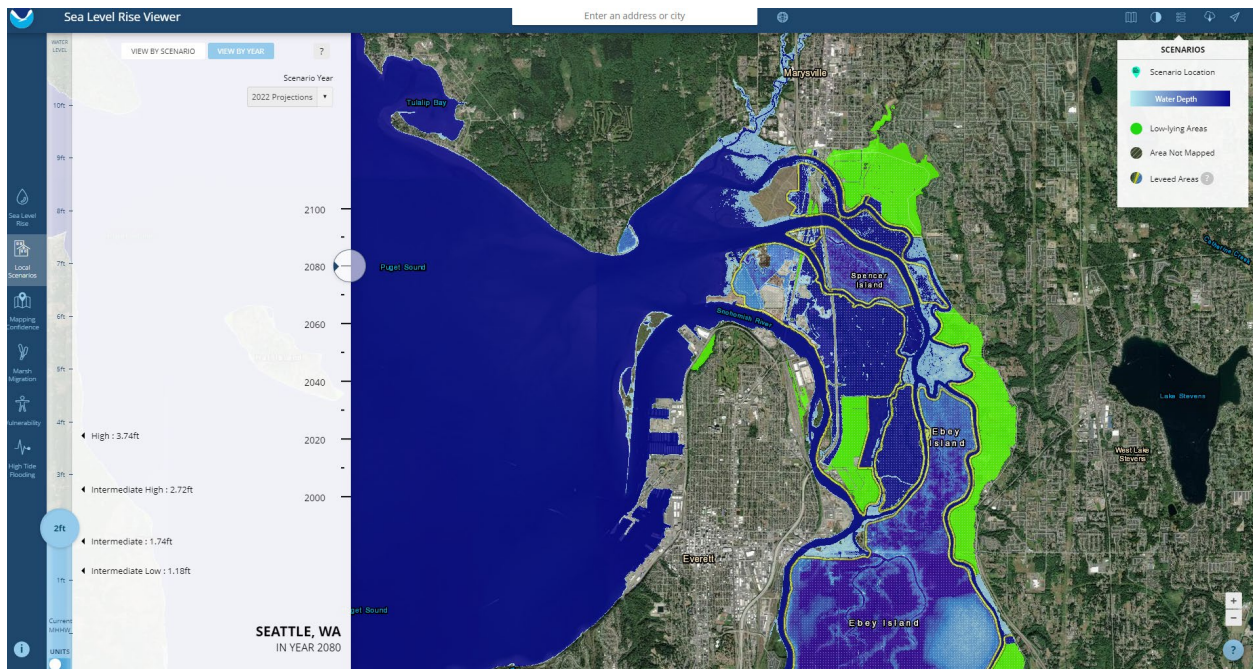 Sea Level Rise Viewer
Enter an address or city
WATER
LEVEL
VIEW BY SCENARIO
VIEW BY YEAR
?
Scenario Year
2022 Projections
10ft
9ft
8ft
7ft
6ft
5ft
4ft
3ft
2ft
1ft
Current
MHHW
UNITS
Sea Level
Rise
Local
Scenarios
Mapping
Confidence
Marsh
Migration
Vulnerability
High Tide
Flooding
High : 3.74ft
Intermediate High : 2.72ft
Intermediate : 1.74ft
Intermediate Low : 1.18ft
2100
2080
2060
2040
2020
2000
SEATTLE, WA
IN YEAR 2080
Tulalip Bay
Marysville
Puget Sound
Spencer
Island
Snohomish River
Ebey
Island
Everett
Ebey Island
Lake Stevens
West Lake
Stevens
SCENARIOS
Scenario Location
Water Depth
Low-lying Areas
Area Not Mapped
Leveed Areas ?
+
−
?
i